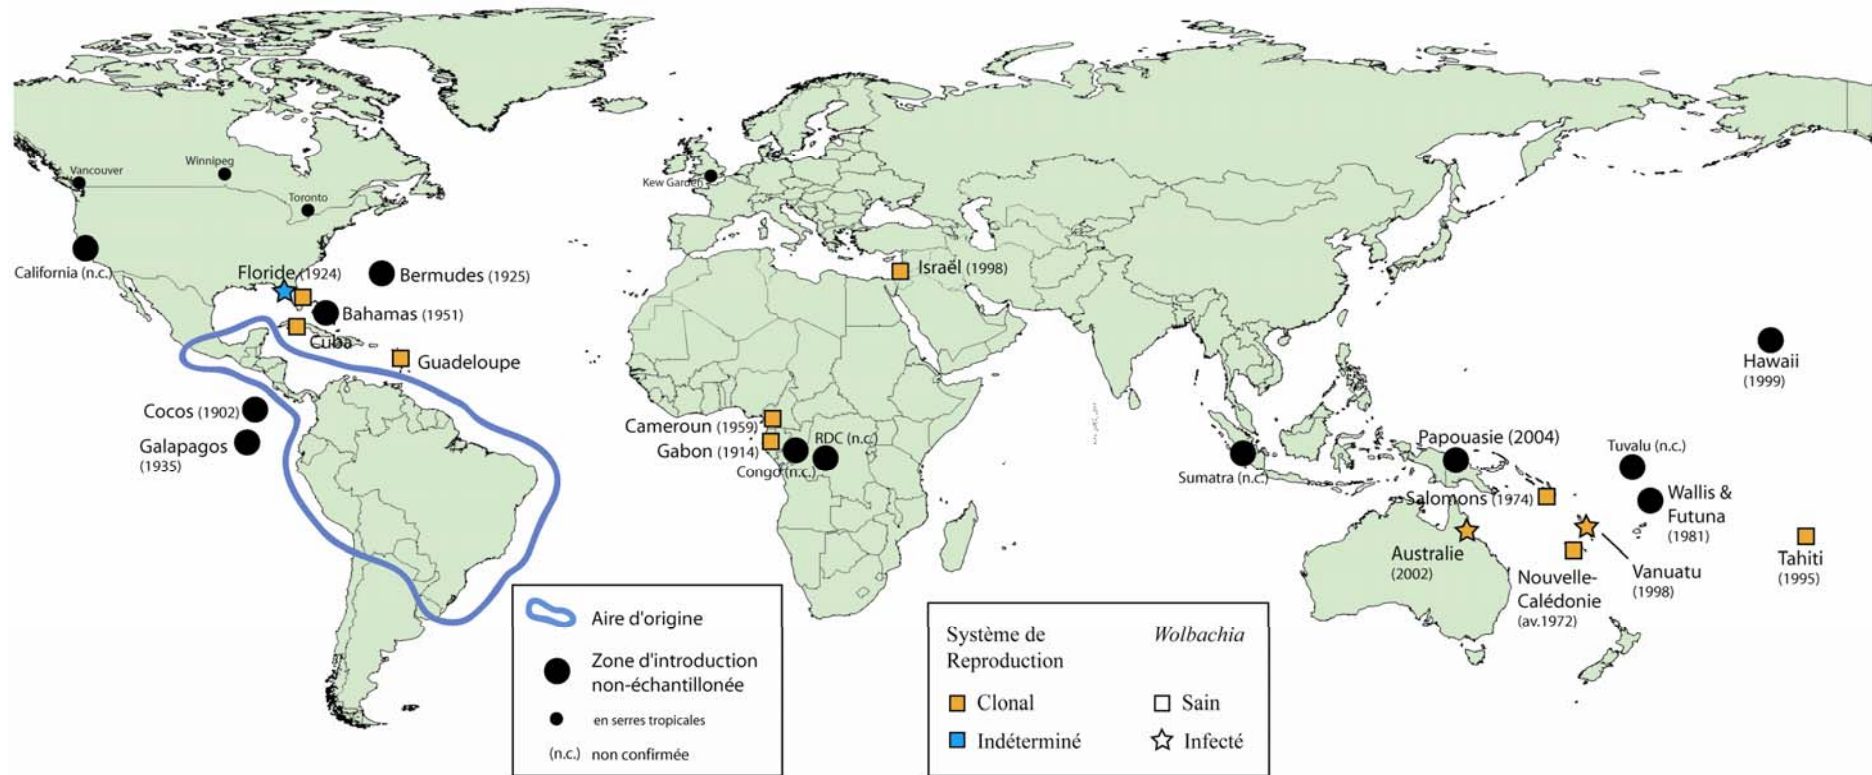 Vancouver
Winnipeg
Toronto
Kew Garden
California (n.c.)
Floride (1924)
Bermudes (1925)
Bahamas (1951)
Cuba
Guadeloupe
Cocos (1902)
Galapagos
(1935)
Israël (1998)
Cameroun (1959)
Gabon (1914)
RDC (n.c.)
Congo (n.c.)
Sumatra (n.c.)
Papouasie (2004)
Salomons (1974)
Australie
(2002)
Nouvelle-
Calédonie
(av.1972)
Vanuatu
(1998)
Tuvalu (n.c.)
Wallis &
Futuna
(1981)
Hawaii
(1999)
Tahiti
(1995)
Aire d'origine
Zone d'introduction
non-échantillonée
en serres tropicales
(n.c.) non confirmée
Système de
Reproduction
Wolbachia
Clonal
Sain
Indéterminé
Infecté